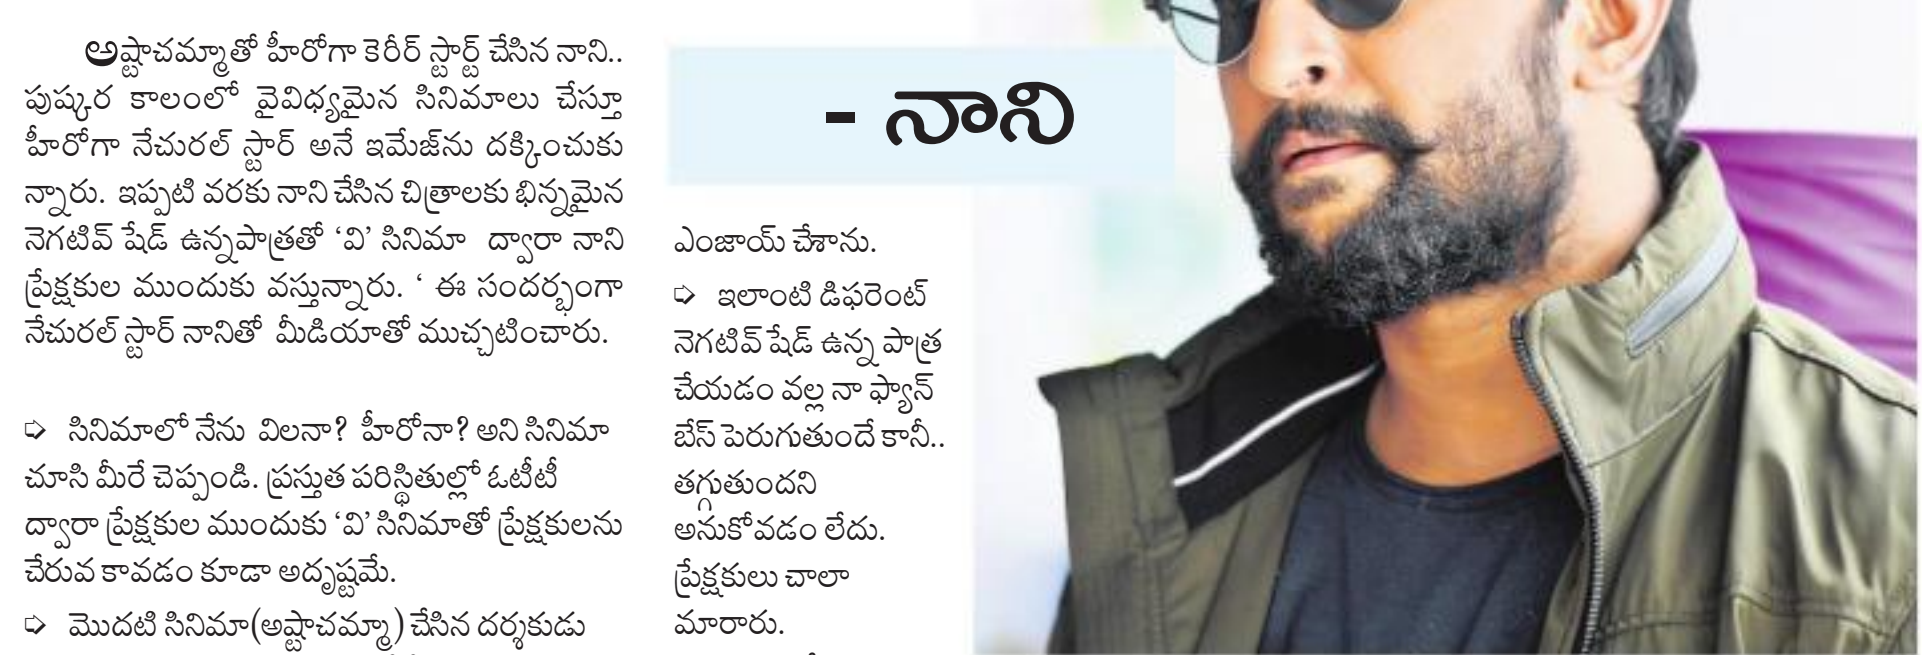 అష్టాచమ్మాతో హీరోగా కెరీర్ స్టార్ట్ చేసిన నాని..
పుష్కర కాలంలో వైవిధ్యమైన సినిమాలు చేస్తూ
హీరోగా నేచురల్ స్టార్ అనే ఇమేజ్‌ను దక్కించుకు
న్నారు. ఇప్పటి వరకు నాని చేసిన చిత్రాలకు భిన్నమైన
నెగటివ్ షేడ్ ఉన్నపాత్రతో ‘వి’ సినిమా ద్వారా నాని
ప్రేక్షకుల ముందుకు వస్తున్నారు. ‘ ఈ సందర్భంగా
నేచురల్ స్టార్ నానితో మీడియాతో ముచ్చటించారు.
➯ సినిమాలో నేను విలనా? హీరోనా? అని సినిమా
చూసి మీరే చెప్పండి. ప్రస్తుత పరిస్థితుల్లో ఓటీటీ
ద్వారా ప్రేక్షకుల ముందుకు ‘వి’ సినిమాతో ప్రేక్షకులను
చేరువ కావడం కూడా అదృష్టమే.
➯ మొదటి సినిమా(అష్టాచమ్మా) చేసిన దర్శకుడు
- నాని
ఎంజాయ్ చేశాను.
➯ ఇలాంటి డిఫరెంట్
నెగటివ్ షేడ్ ఉన్న పాత్ర
చేయడం వల్ల నా ఫ్యాన్
బేస్ పెరుగుతుందే కానీ..
తగ్గుతుందని
అనుకోవడం లేదు.
ప్రేక్షకులు చాలా
మారారు.